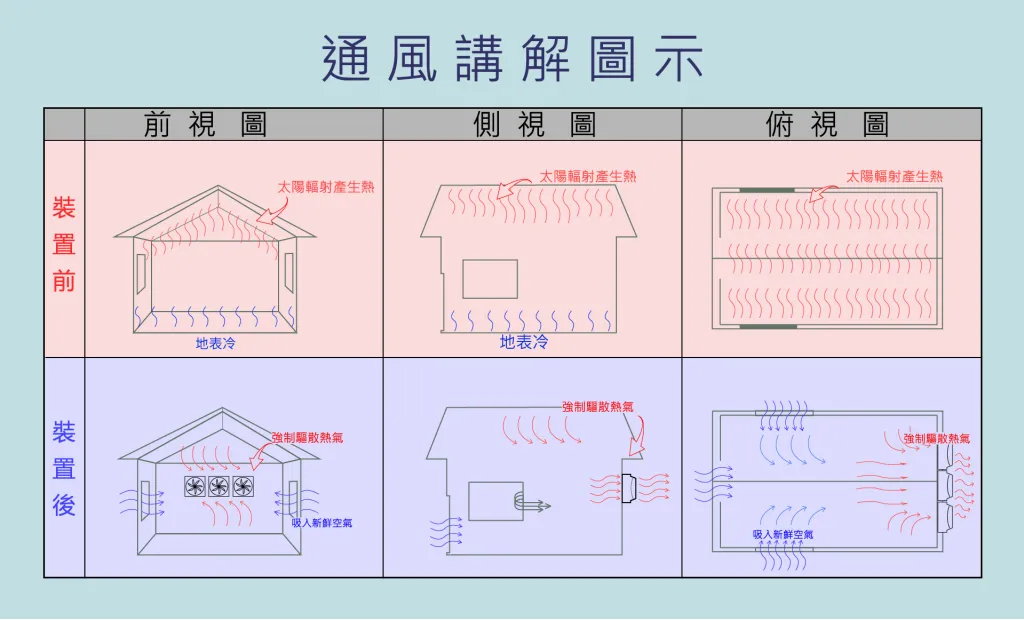 通風講解圖示
前視圖
側視圖
俯視圖
裝置前
太陽輻射產生熱
地表冷
太陽輻射產生熱
地表冷
太陽輻射產生熱
裝置後
強制驅散熱氣
吸入新鮮空氣
強制驅散熱氣
強制驅散熱氣
吸入新鮮空氣